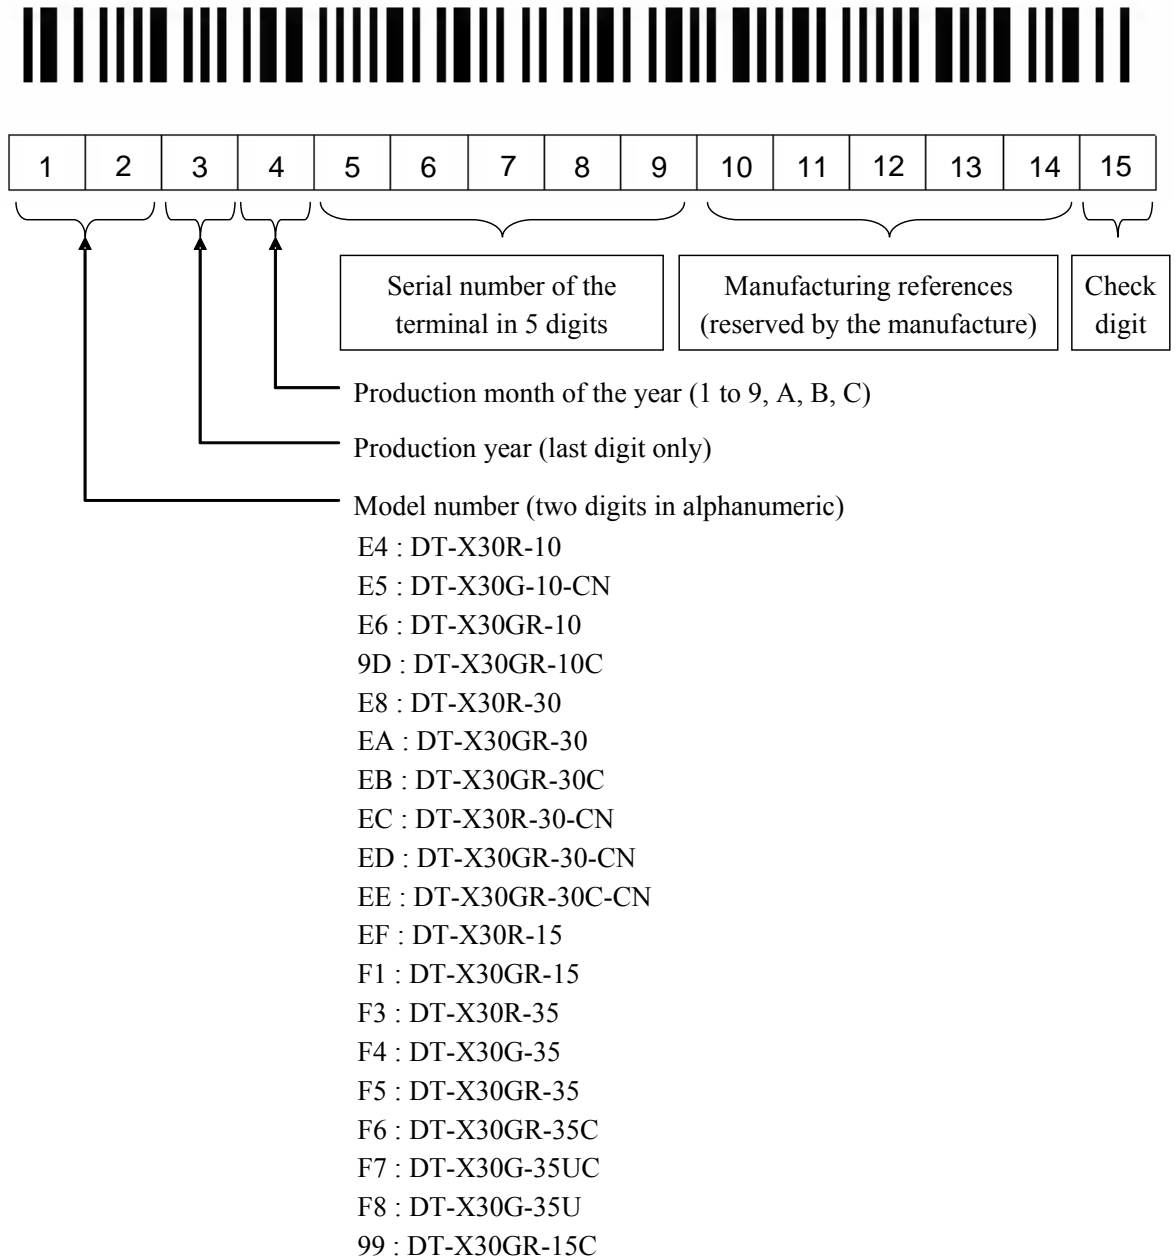 1 2 3 4 5 6 7 8 9 10 11 12 13 14 15
Serial number of the
terminal in 5 digits
Manufacturing references
(reserved by the manufacture)
Check
digit
Production month of the year (1 to 9, A, B, C)
Production year (last digit only)
Model number (two digits in alphanumeric)
E4 : DT-X30R-10
E5 : DT-X30G-10-CN
E6 : DT-X30GR-10
9D : DT-X30GR-10C
E8 : DT-X30R-30
EA : DT-X30GR-30
EB : DT-X30GR-30C
EC : DT-X30R-30-CN
ED : DT-X30GR-30-CN
EE : DT-X30GR-30C-CN
EF : DT-X30R-15
F1 : DT-X30GR-15
F3 : DT-X30R-35
F4 : DT-X30G-35
F5 : DT-X30GR-35
F6 : DT-X30GR-35C
F7 : DT-X30G-35UC
F8 : DT-X30G-35U
99 : DT-X30GR-15C